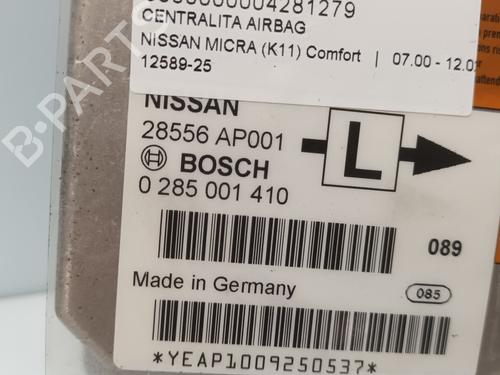 CENTRALITA AIRBAG
NISSAN MICRA (K11) Comfort | 07.00 - 12.0
12589-25
NISSAN
28556 AP001
L
BOSCH
0 285 001 410
089
Made in Germany
085
*YEAP1009250537*
B-PARTS